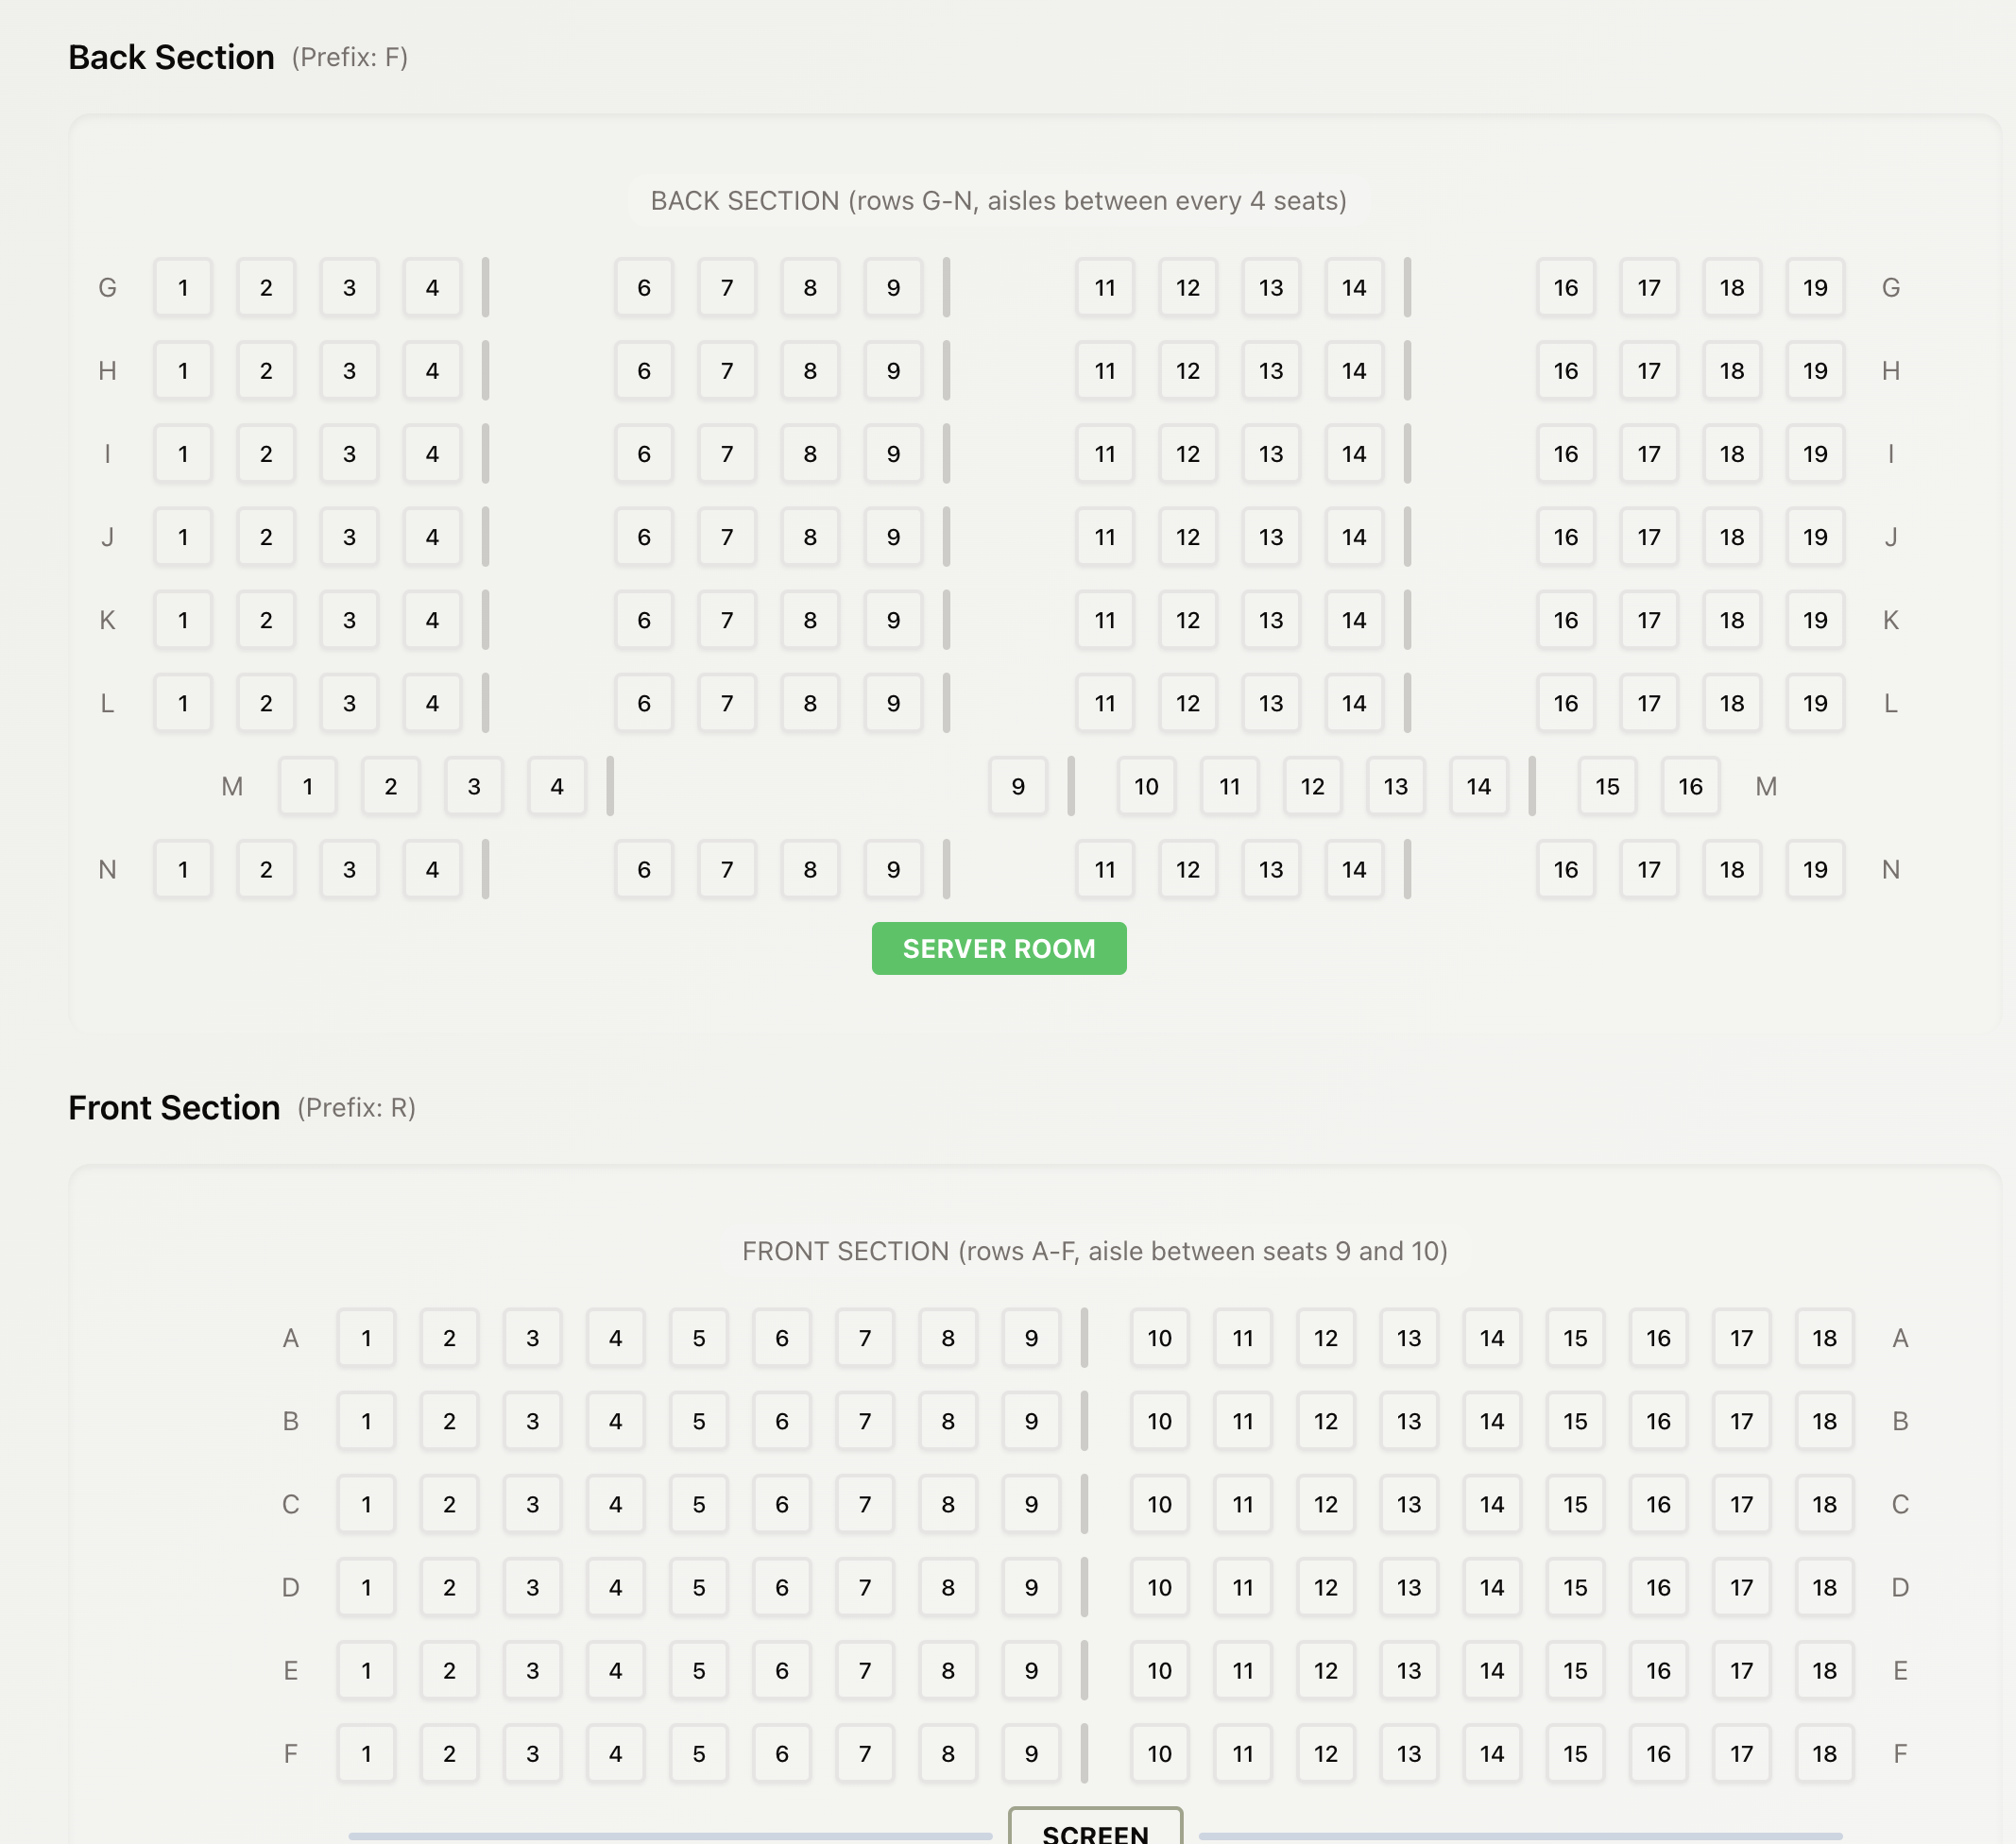 Back Section (Prefix: F)
BACK SECTION (rows G-N, aisles between every 4 seats)
G 1 2 3 4 6 7 8 9 11 12 13 14 16 17 18 19 G
H 1 2 3 4 6 7 8 9 11 12 13 14 16 17 18 19 H
I 1 2 3 4 6 7 8 9 11 12 13 14 16 17 18 19 I
J 1 2 3 4 6 7 8 9 11 12 13 14 16 17 18 19 J
K 1 2 3 4 6 7 8 9 11 12 13 14 16 17 18 19 K
L 1 2 3 4 6 7 8 9 11 12 13 14 16 17 18 19 L
M 1 2 3 4 9 10 11 12 13 14 15 16 M
N 1 2 3 4 6 7 8 9 11 12 13 14 16 17 18 19 N
SERVER ROOM
Front Section (Prefix: R)
FRONT SECTION (rows A-F, aisle between seats 9 and 10)
A 1 2 3 4 5 6 7 8 9 10 11 12 13 14 15 16 17 18 A
B 1 2 3 4 5 6 7 8 9 10 11 12 13 14 15 16 17 18 B
C 1 2 3 4 5 6 7 8 9 10 11 12 13 14 15 16 17 18 C
D 1 2 3 4 5 6 7 8 9 10 11 12 13 14 15 16 17 18 D
E 1 2 3 4 5 6 7 8 9 10 11 12 13 14 15 16 17 18 E
F 1 2 3 4 5 6 7 8 9 10 11 12 13 14 15 16 17 18 F
SCREEN